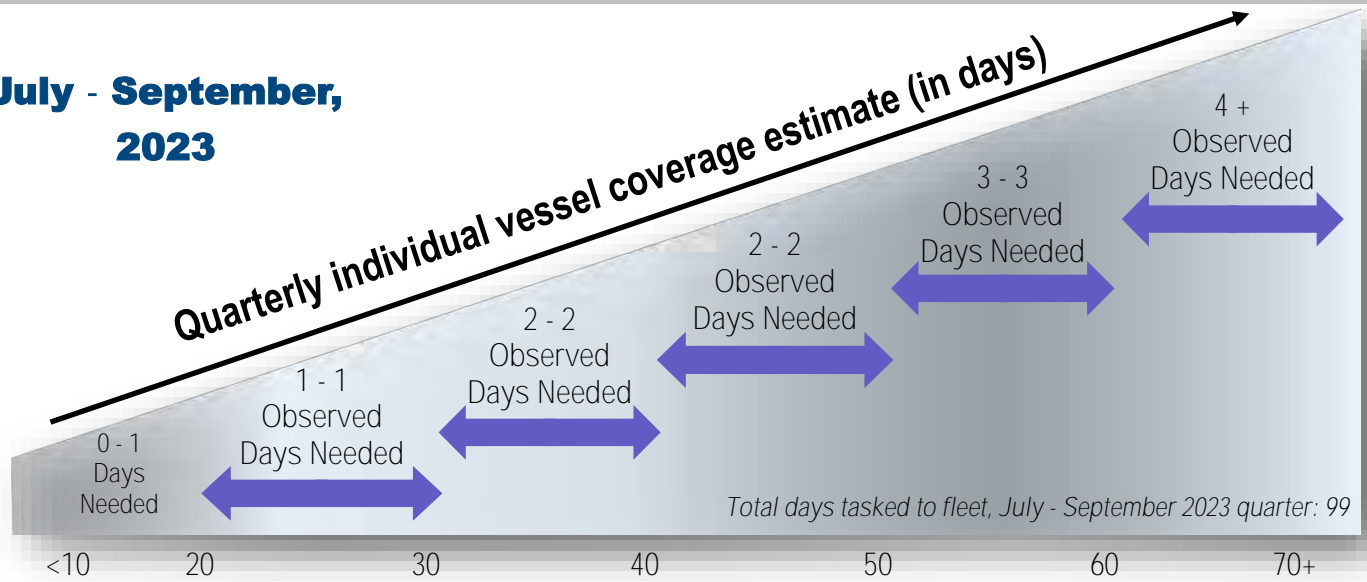 July - September,
2023
Quarterly individual vessel coverage estimate (in days)
0 - 1
Days
Needed
1 - 1
Observed
Days Needed
2 - 2
Observed
Days Needed
2 - 2
Observed
Days Needed
3 - 3
Observed
Days Needed
4 +
Observed
Days Needed
Total days tasked to fleet, July - September 2023 quarter: 99
<10 20 30 40 50 60 70+